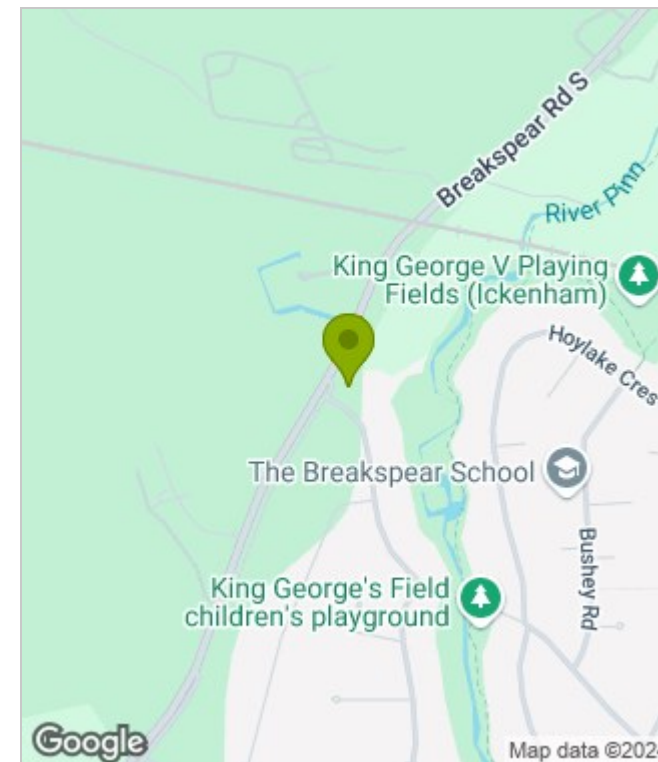 Breakspear Rd S
River Pinn
King George V Playing
Fields (Ickenham)
Hoylake Cres
The Breakspear School
Bushey Rd
King George's Field
children's playground
Google
Map data ©2024